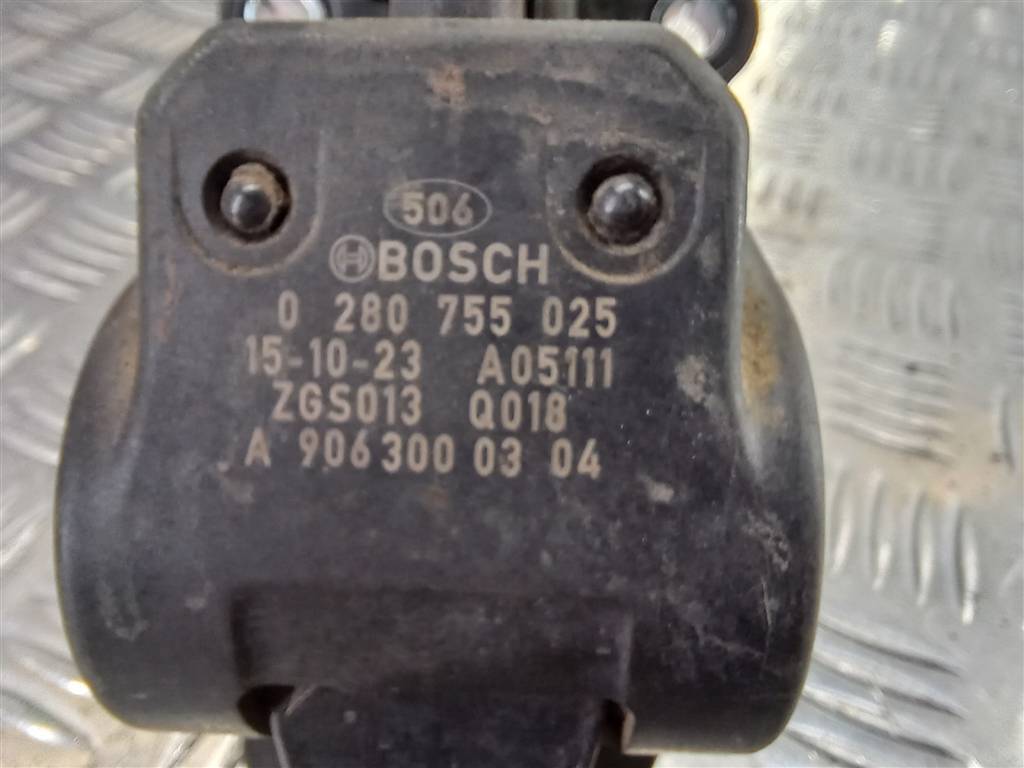 506
BOSCH
0 280 755 025
15-10-23 A05111
ZGS013 Q018
A 906 300 03 04